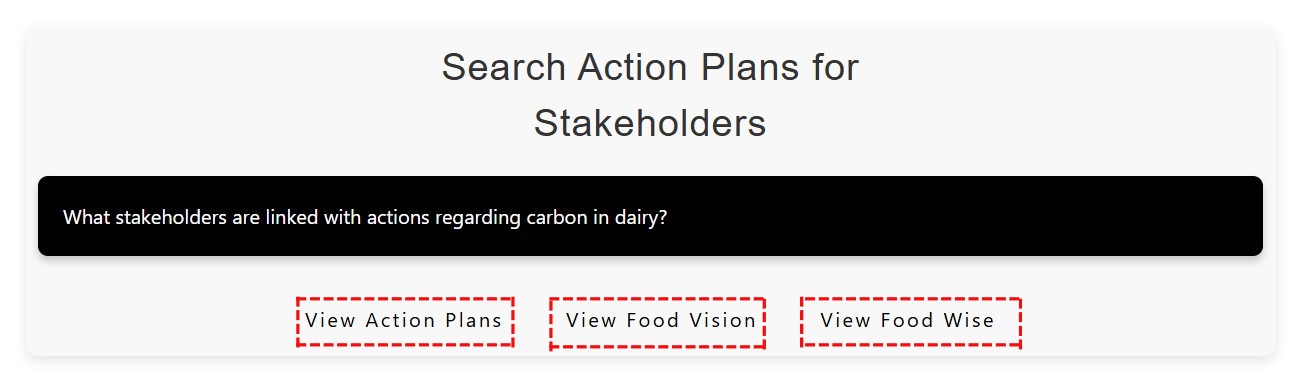 Search Action Plans for
Stakeholders
What stakeholders are linked with actions regarding carbon in dairy?
View Action Plans View Food Vision View Food Wise